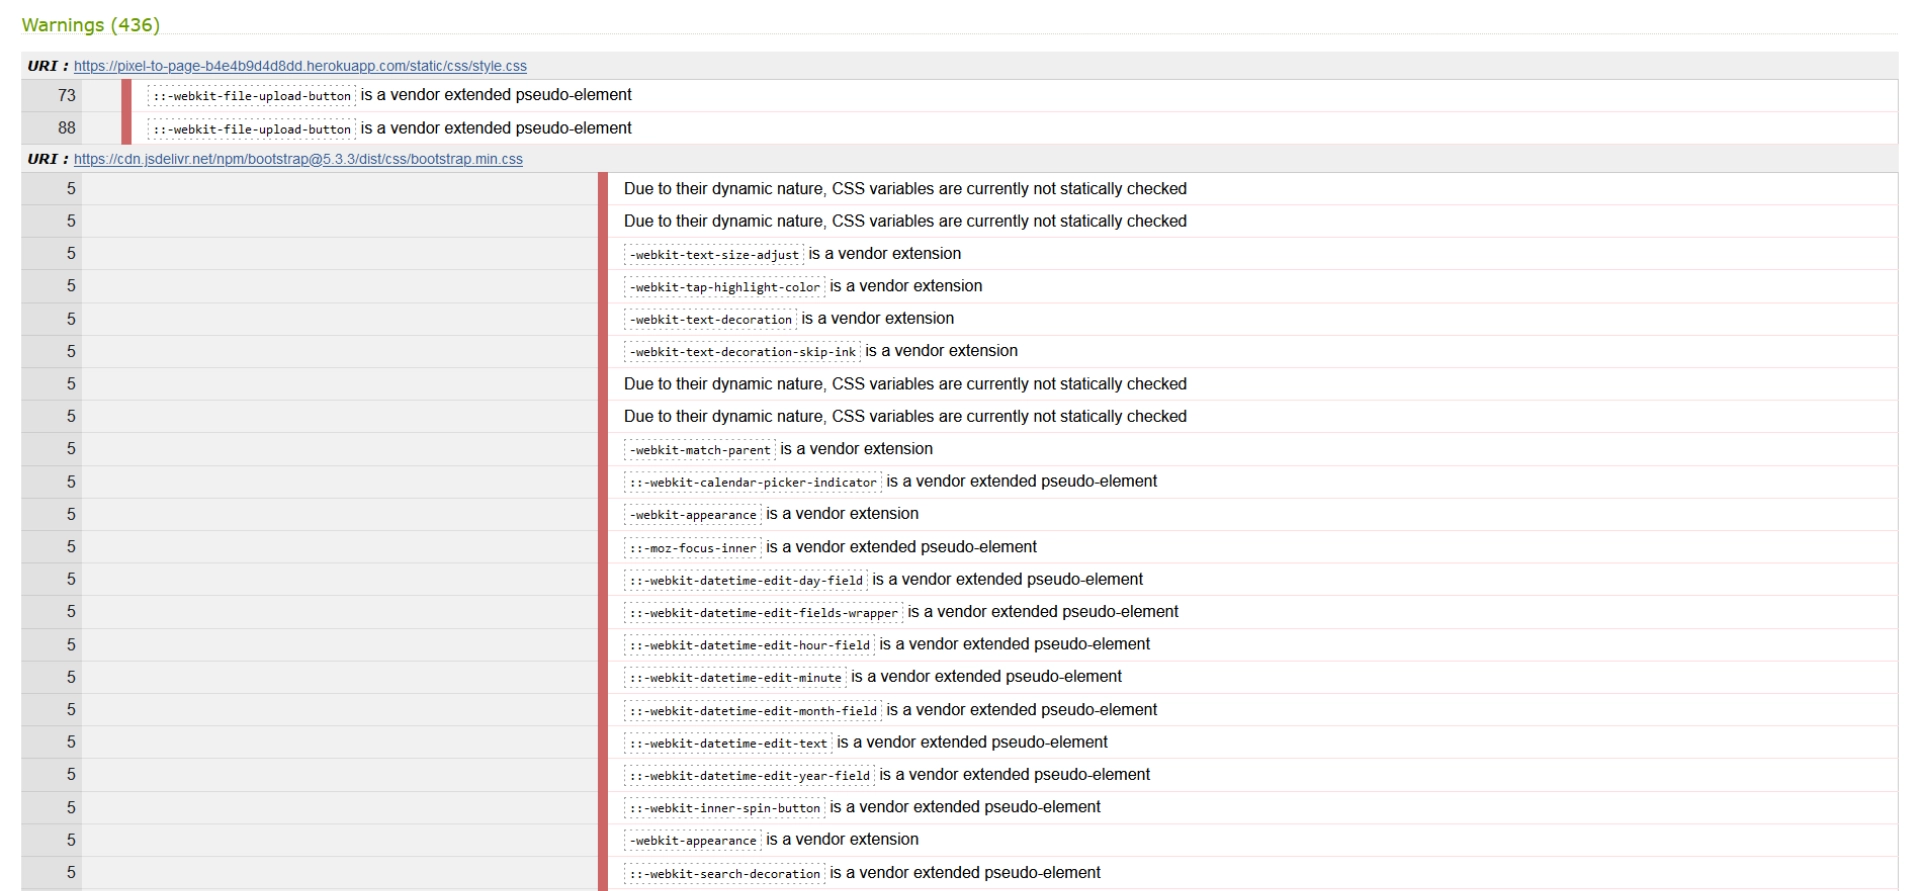 Warnings (436)
URI : https://pixel-to-page-b4e4b9d4d8dd.herokuapp.com/static/css/style.css
73 ::-webkit-file-upload-button is a vendor extended pseudo-element
88 ::-webkit-file-upload-button is a vendor extended pseudo-element
URI : https://cdn.jsdelivr.net/npm/bootstrap@5.3.3/dist/css/bootstrap.min.css
5 Due to their dynamic nature, CSS variables are currently not statically checked
5 Due to their dynamic nature, CSS variables are currently not statically checked
5 -webkit-text-size-adjust is a vendor extension
5 -webkit-tap-highlight-color is a vendor extension
5 -webkit-text-decoration is a vendor extension
5 -webkit-text-decoration-skip-ink is a vendor extension
5 Due to their dynamic nature, CSS variables are currently not statically checked
5 Due to their dynamic nature, CSS variables are currently not statically checked
5 -webkit-match-parent is a vendor extension
5 ::-webkit-calendar-picker-indicator is a vendor extended pseudo-element
5 -webkit-appearance is a vendor extension
5 ::-moz-focus-inner is a vendor extended pseudo-element
5 ::-webkit-datetime-edit-day-field is a vendor extended pseudo-element
5 ::-webkit-datetime-edit-fields-wrapper is a vendor extended pseudo-element
5 ::-webkit-datetime-edit-hour-field is a vendor extended pseudo-element
5 ::-webkit-datetime-edit-minute is a vendor extended pseudo-element
5 ::-webkit-datetime-edit-month-field is a vendor extended pseudo-element
5 ::-webkit-datetime-edit-text is a vendor extended pseudo-element
5 ::-webkit-datetime-edit-year-field is a vendor extended pseudo-element
5 ::-webkit-inner-spin-button is a vendor extended pseudo-element
5 -webkit-appearance is a vendor extension
5 ::-webkit-search-decoration is a vendor extended pseudo-element